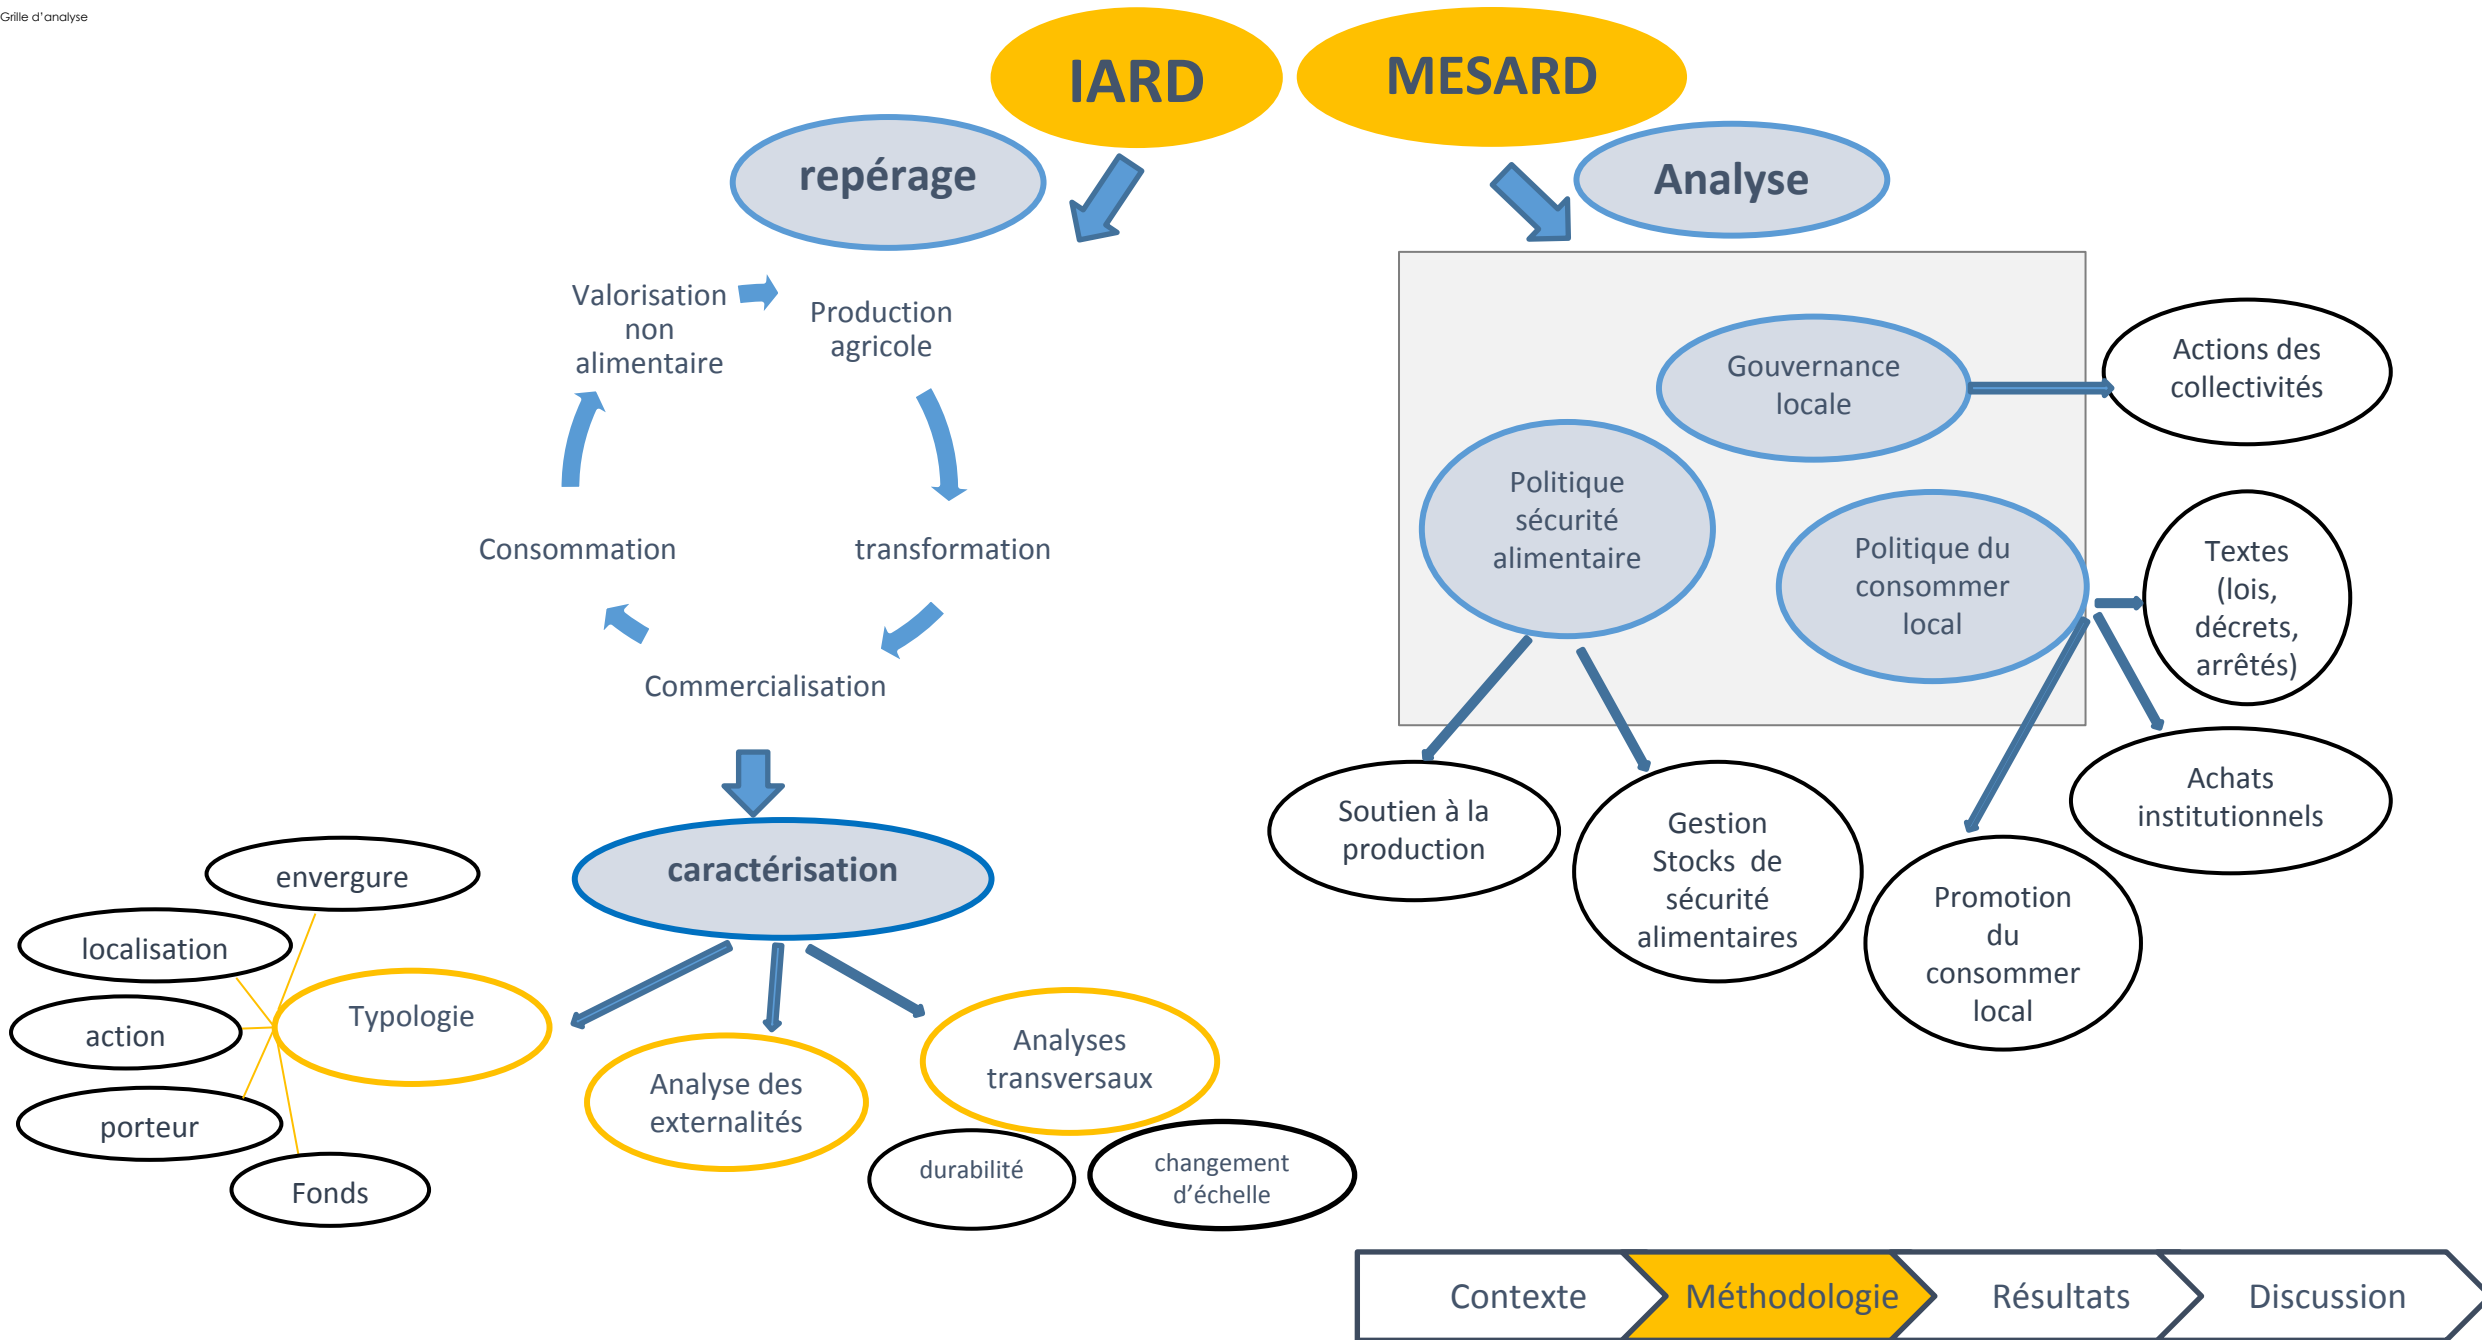 Grille d'analyse
IARD
MESARD
repérage
Analyse
Valorisation
non
alimentaire
Production
agricole
Consommation
transformation
Commercialisation
caractérisation
envergure
localisation
action
porteur
Fonds
Typologie
Analyse des
externalités
Analyses
transversaux
durabilité
changement
d'échelle
Gouvernance
locale
Politique
sécurité
alimentaire
Politique du
consommer
local
Actions des
collectivités
Textes
(lois,
décrets,
arrêtés)
Achats
institutionnels
Soutien à la
production
Gestion
Stocks de
sécurité
alimentaires
Promotion
du
consommer
local
Contexte
Méthodologie
Résultats
Discussion